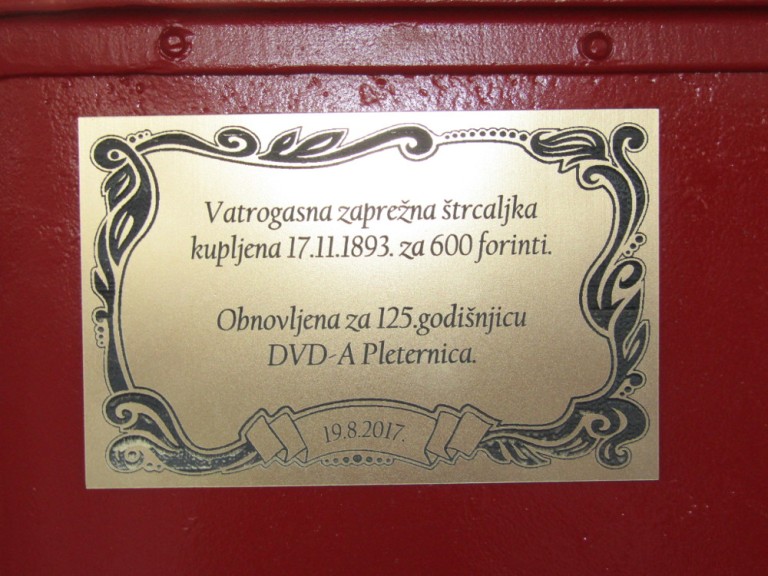 Vatrogasna zaprežna štrcaljka
kupljena 17.11.1893. za 600 forinti.
Obnovljena za 125.godišnjicu
DVD-A Pleternica.
19.8.2017.